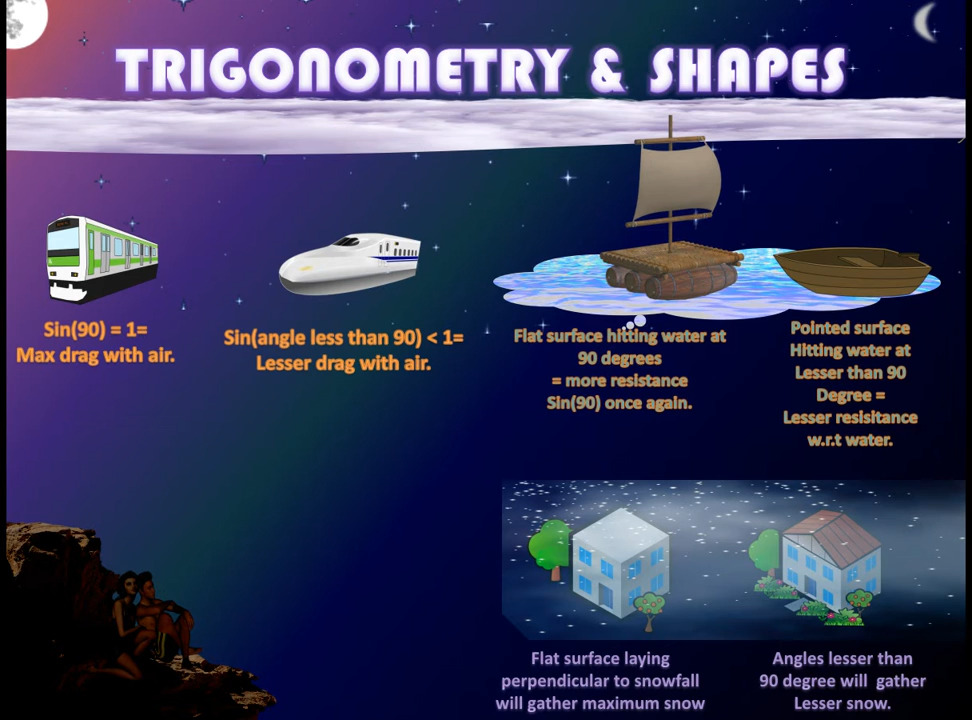 TRIGONOMETRY & SHAPES
Sin(90) = 1=
Max drag with air.
Sin(angle less than 90) < 1=
Lesser drag with air.
Flat surface hitting water at
90 degrees
= more resistance
Sin(90) once again.
Pointed surface
Hitting water at
Lesser than 90
Degree =
Lesser resisitance
w.r.t water.
Flat surface laying
perpendicular to snowfall
will gather maximum snow
Angles lesser than
90 degree will  gather
Lesser snow.